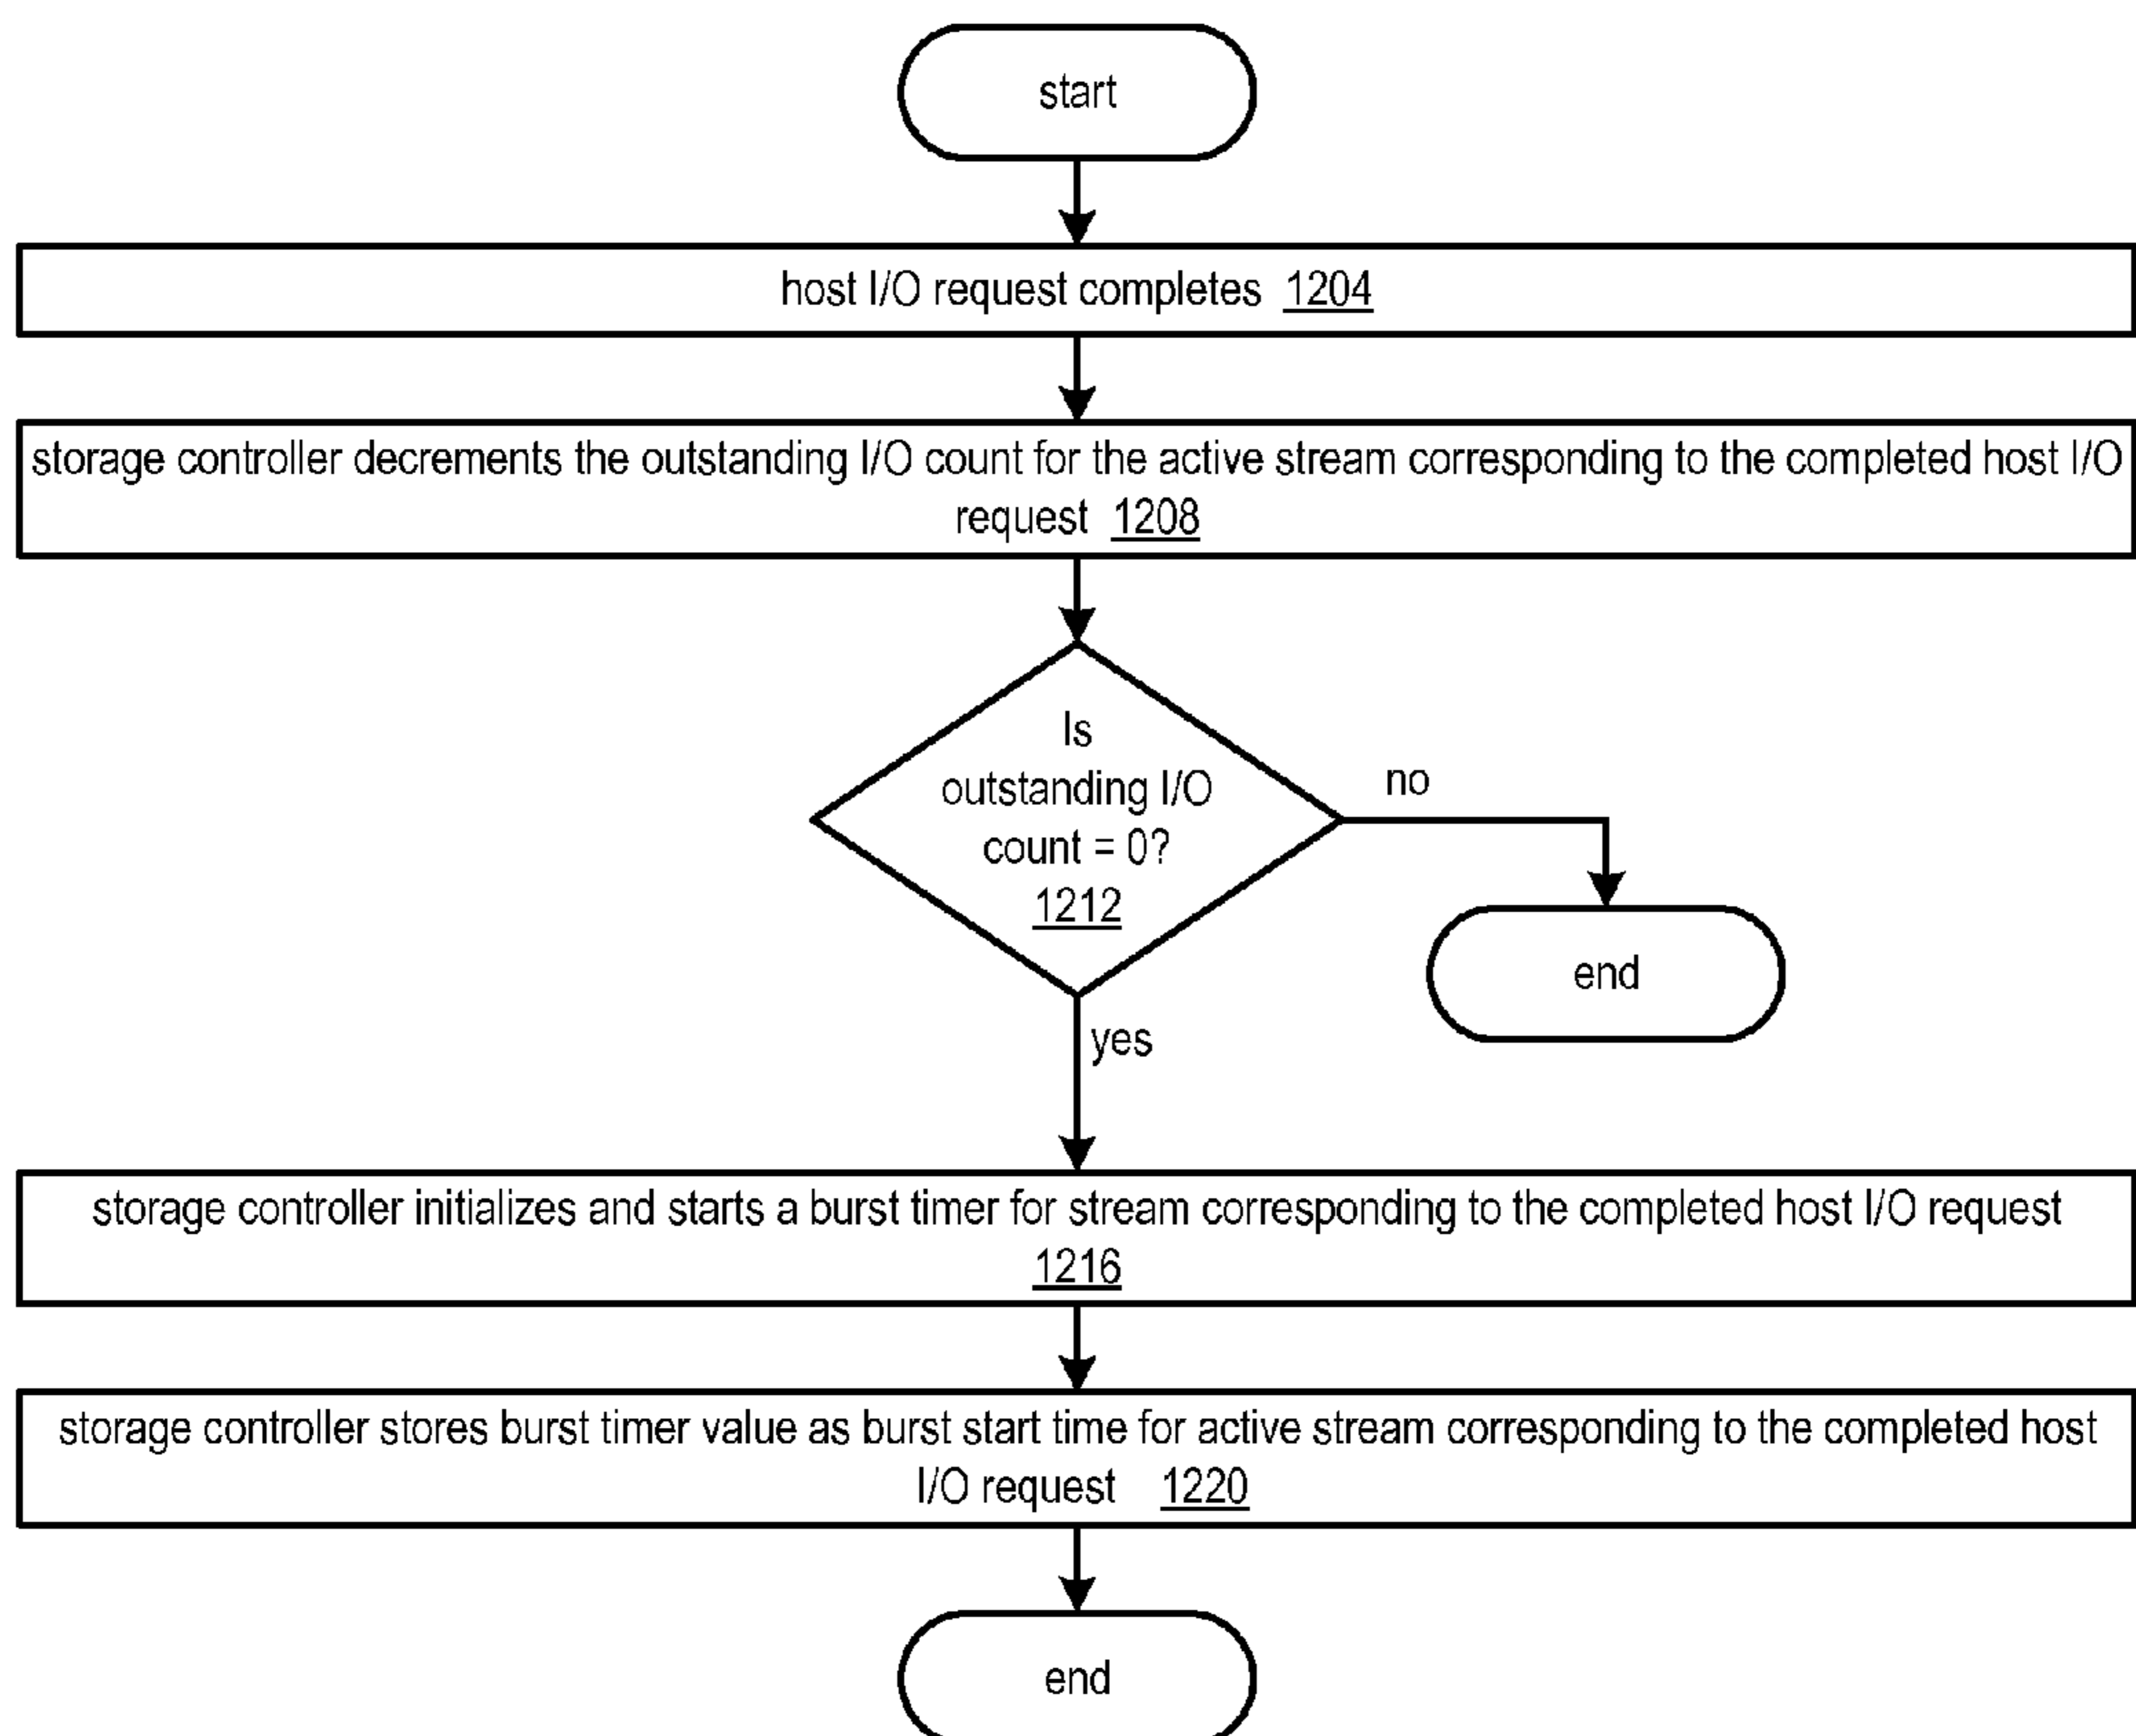 start
host I/O request completes 1204
storage controller decrements the outstanding I/O count for the active stream corresponding to the completed host I/O
request 1208
Is
outstanding I/O
count = 0?
1212
no
end
yes
storage controller initializes and starts a burst timer for stream corresponding to the completed host I/O request
1216
storage controller stores burst timer value as burst start time for active stream corresponding to the completed host
I/O request 1220
end